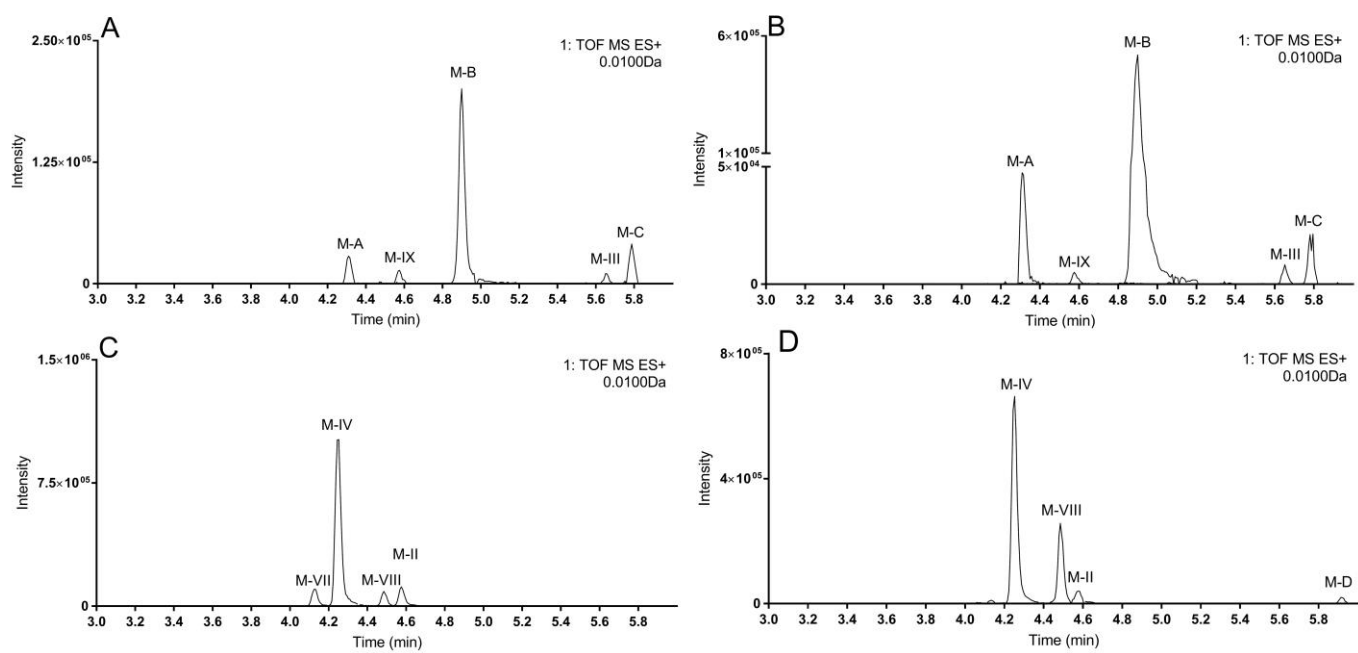 A
2.50×10⁰⁵
1: TOF MS ES+
0.0100Da
M-B
Intensity
1.25×10⁰⁵
M-A
M-IX
M-III
M-C
0
3.0 3.2 3.4 3.6 3.8 4.0 4.2 4.4 4.6 4.8 5.0 5.2 5.4 5.6 5.8
Time (min)
B
6×10⁰⁵
1: TOF MS ES+
0.0100Da
M-B
Intensity
1×10⁰⁵
5×10⁰⁴
M-A
M-IX
M-III
M-C
0
3.0 3.2 3.4 3.6 3.8 4.0 4.2 4.4 4.6 4.8 5.0 5.2 5.4 5.6 5.8
Time (min)
C
1.5×10⁰⁶
1: TOF MS ES+
0.0100Da
M-IV
Intensity
7.5×10⁰⁵
M-VII
M-VIII
M-II
0
3.0 3.2 3.4 3.6 3.8 4.0 4.2 4.4 4.6 4.8 5.0 5.2 5.4 5.6 5.8
Time (min)
D
8×10⁰⁵
1: TOF MS ES+
0.0100Da
M-IV
Intensity
4×10⁰⁵
M-VIII
M-II
M-D
0
3.0 3.2 3.4 3.6 3.8 4.0 4.2 4.4 4.6 4.8 5.0 5.2 5.4 5.6 5.8
Time (min)